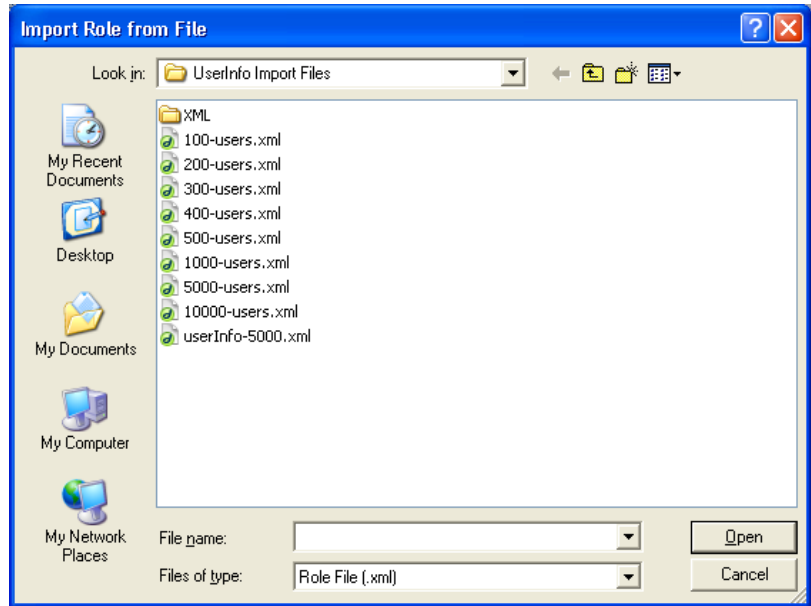 Import Role from File
Look in: UserInfo Import Files
My Recent
Documents
Desktop
My Documents
My Computer
My Network
Places
XML
100-users.xml
200-users.xml
300-users.xml
400-users.xml
500-users.xml
1000-users.xml
5000-users.xml
10000-users.xml
userInfo-5000.xml
File name:
Open
Files of type: Role File (.xml)
Cancel